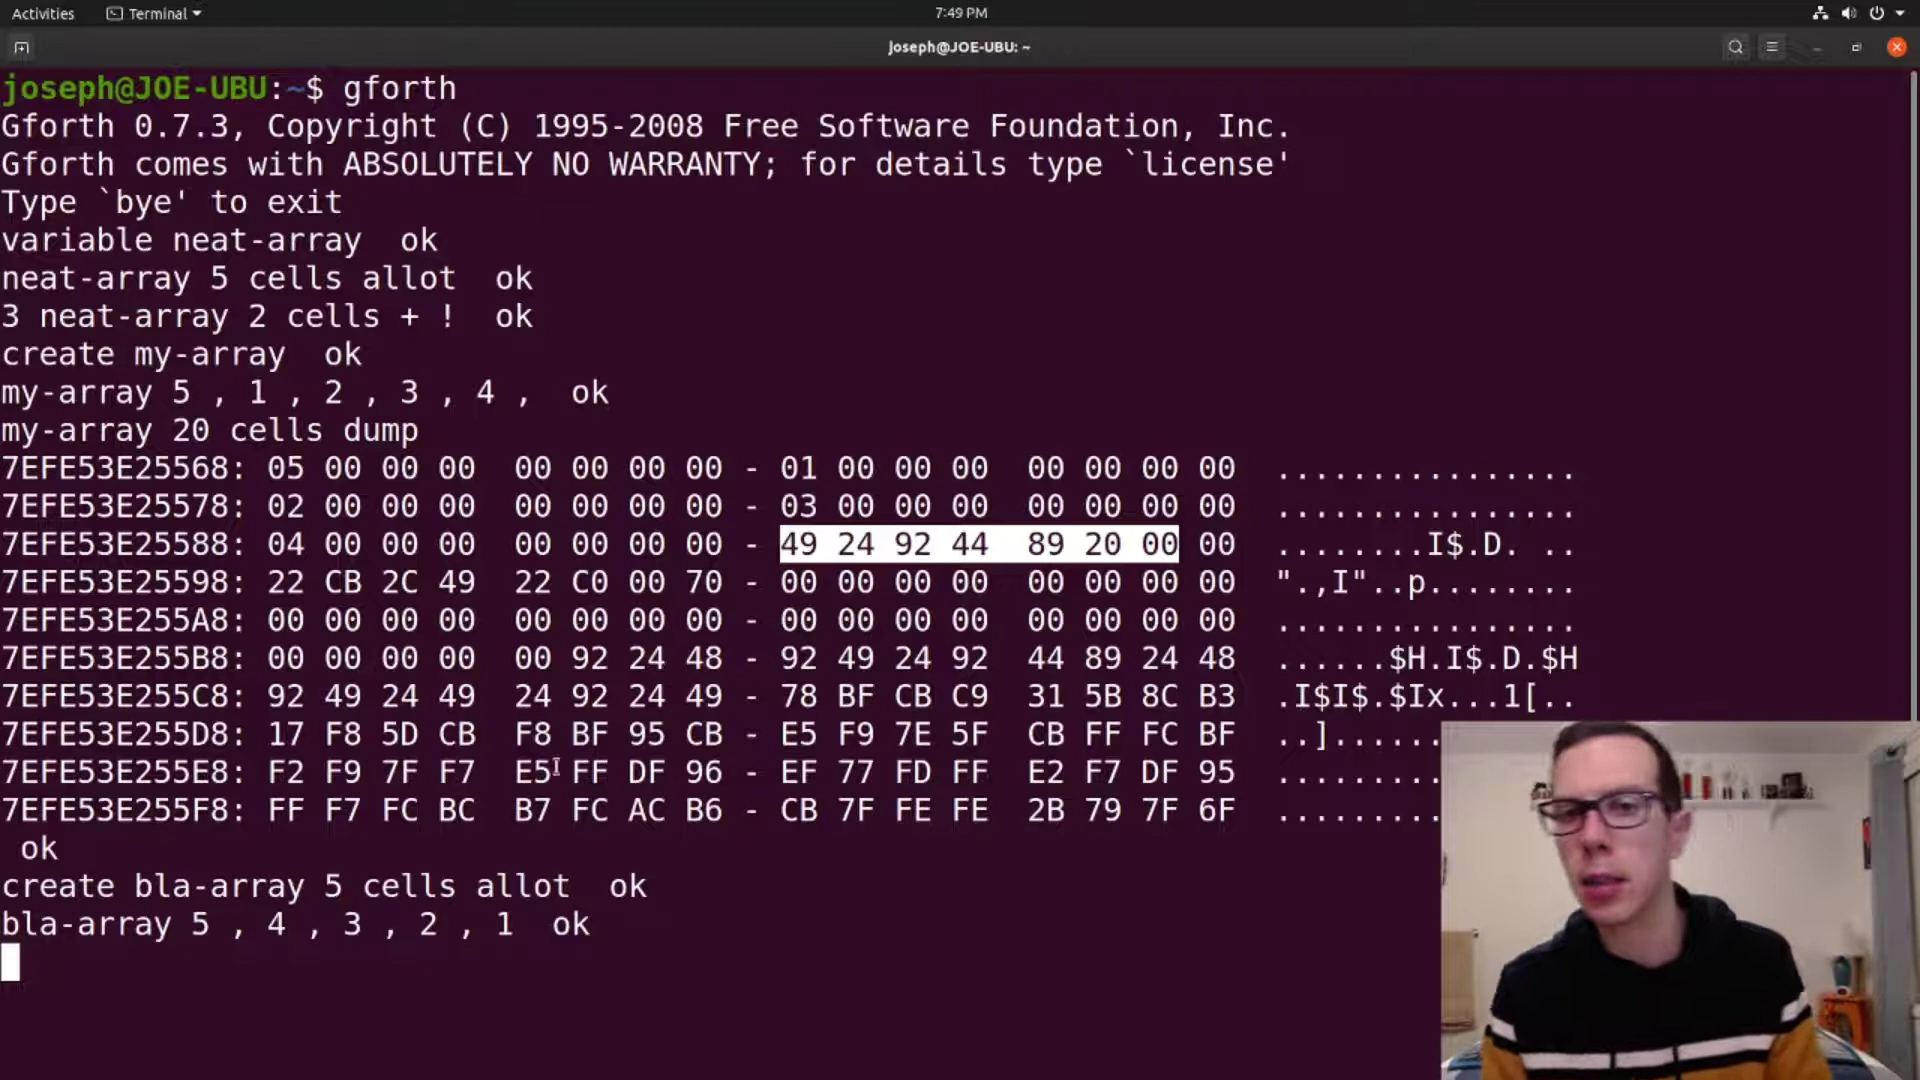 Activities Terminal 7:49 PM
joseph@JOE-UBU: ~
joseph@JOE-UBU:~$ gforth
Gforth 0.7.3, Copyright (C) 1995-2008 Free Software Foundation, Inc.
Gforth comes with ABSOLUTELY NO WARRANTY; for details type `license'
Type `bye' to exit
variable neat-array  ok
neat-array 5 cells allot  ok
3 neat-array 2 cells + !  ok
create my-array  ok
my-array 5 , 1 , 2 , 3 , 4 ,  ok
my-array 20 cells dump
7EFE53E25568: 05 00 00 00  00 00 00 00 - 01 00 00 00  00 00 00 00  ................
7EFE53E25578: 02 00 00 00  00 00 00 00 - 03 00 00 00  00 00 00 00  ................
7EFE53E25588: 04 00 00 00  00 00 00 00 - 49 24 92 44  89 20 00 00  ........I$.D. ..
7EFE53E25598: 22 CB 2C 49  22 C0 00 70 - 00 00 00 00  00 00 00 00  ".,I"..p........
7EFE53E255A8: 00 00 00 00  00 00 00 00 - 00 00 00 00  00 00 00 00  ................
7EFE53E255B8: 00 00 00 00  00 92 24 48 - 92 49 24 92  44 89 24 48  ......$H.I$.D.$H
7EFE53E255C8: 92 49 24 49  24 92 24 49 - 78 BF CB C9  31 5B 8C B3  .I$I$.$Ix...1[..
7EFE53E255D8: 17 F8 5D CB  F8 BF 95 CB - E5 F9 7E 5F  CB FF FC BF  ..].....
7EFE53E255E8: F2 F9 7F F7  E5 FF DF 96 - EF 77 FD FF  E2 F7 DF 95  .........
7EFE53E255F8: FF F7 FC BC  B7 FC AC B6 - CB 7F FE FE  2B 79 7F 6F  .........
 ok
create bla-array 5 cells allot  ok
bla-array 5 , 4 , 3 , 2 , 1  ok